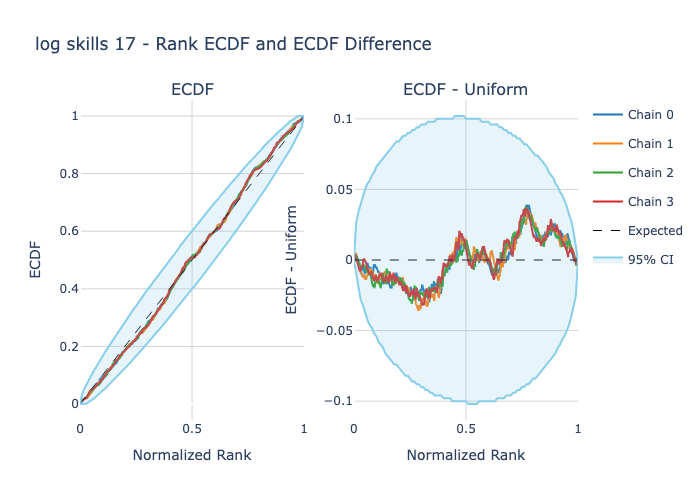 log skills 17 - Rank ECDF and ECDF Difference
ECDF
ECDF - Uniform
1
0.8
0.6
0.4
0.2
0
0
0.5
1
Normalized Rank
ECDF
0.1
0.05
0
−0.05
−0.1
0
0.5
1
Normalized Rank
ECDF - Uniform
Chain 0
Chain 1
Chain 2
Chain 3
Expected
95% CI